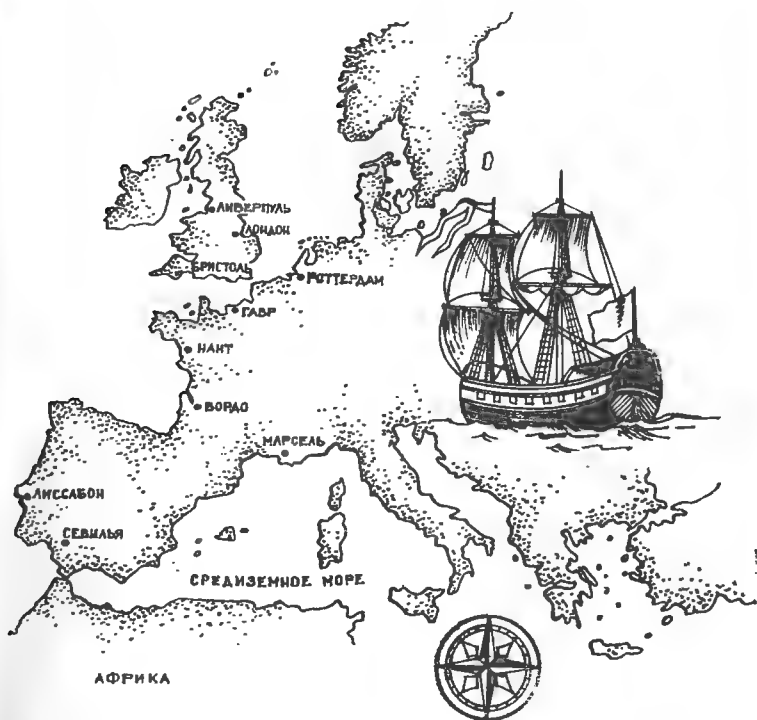 ЛИВЕРПУЛЬ
ЛОНДОН
БРИСТОЛЬ
РОТТЕРДАМ
ГАВР
НАНТ
БОРДО
МАРСЕЛЬ
ЛИССАБОН
СЕВИЛЬЯ
СРЕДИЗЕМНОЕ МОРЕ
АФРИКА